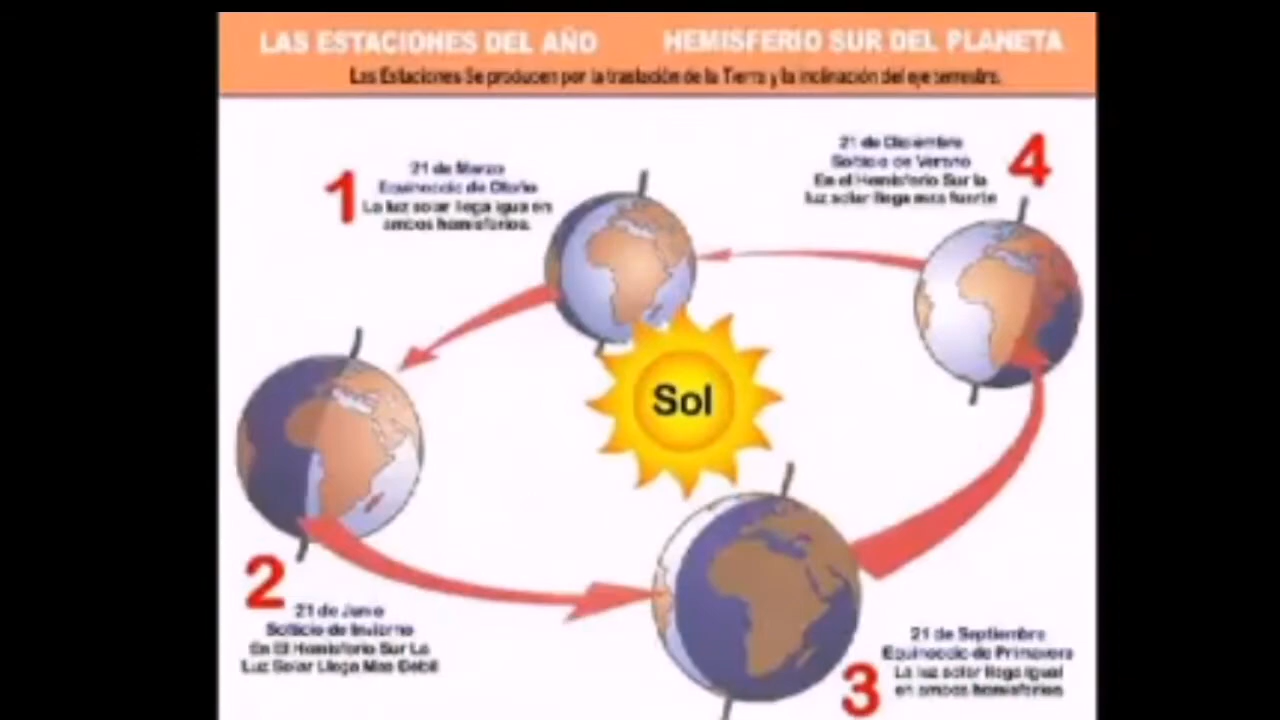 LAS ESTACIONES DEL AÑO
HEMISFERIO SUR DEL PLANETA
Las Estaciones Se producen por la traslación de la Tierra y la inclinación del eje terrestre.
1
21 de Marzo
Equinoccio de Otoño
La luz solar llega igual en
ambos hemisferios.
4
21 de Diciembre
Solticio de Verano
En el Hemisferio Sur la
luz solar llega mas fuerte
Sol
2
21 de Junio
Solticio de Invierno
En El Hemisferio Sur La
Luz Solar Llega Mas Debil
3
21 de Septiembre
Equinoccio de Primavera
La luz solar llega igual
en ambos hemisferios